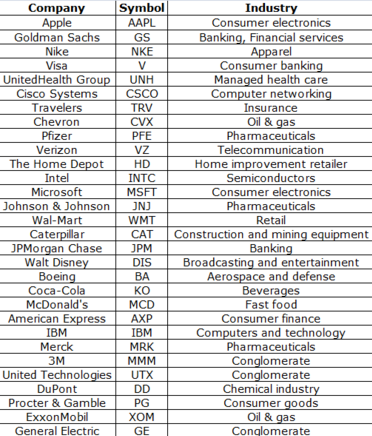 Company Symbol Industry
Apple AAPL Consumer electronics
Goldman Sachs GS Banking, Financial services
Nike NKE Apparel
Visa V Consumer banking
UnitedHealth Group UNH Managed health care
Cisco Systems CSCO Computer networking
Travelers TRV Insurance
Chevron CVX Oil & gas
Pfizer PFE Pharmaceuticals
Verizon VZ Telecommunication
The Home Depot HD Home improvement retailer
Intel INTC Semiconductors
Microsoft MSFT Consumer electronics
Johnson & Johnson JNJ Pharmaceuticals
Wal-Mart WMT Retail
Caterpillar CAT Construction and mining equipment
JPMorgan Chase JPM Banking
Walt Disney DIS Broadcasting and entertainment
Boeing BA Aerospace and defense
Coca-Cola KO Beverages
McDonald's MCD Fast food
American Express AXP Consumer finance
IBM IBM Computers and technology
Merck MRK Pharmaceuticals
3M MMM Conglomerate
United Technologies UTX Conglomerate
DuPont DD Chemical industry
Procter & Gamble PG Consumer goods
ExxonMobil XOM Oil & gas
General Electric GE Conglomerate